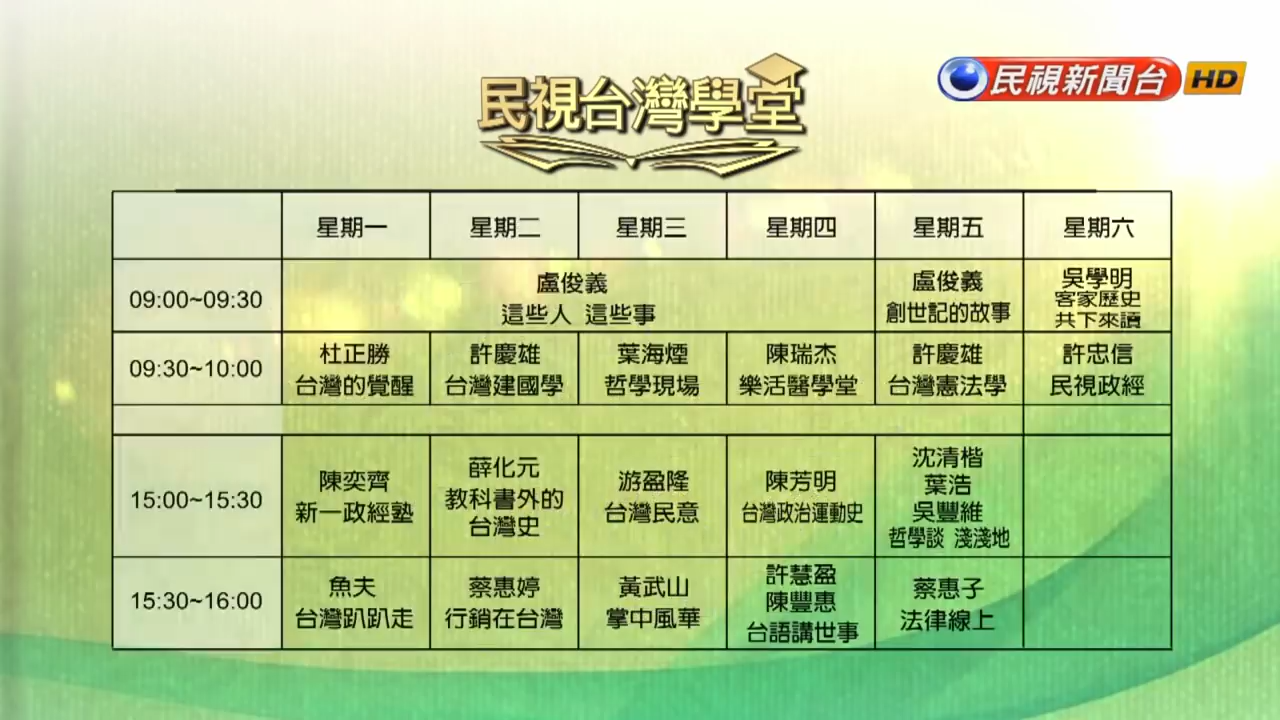 民視台灣學堂
民視新聞台 HD
星期一 星期二 星期三 星期四 星期五 星期六
09:00~09:30
盧俊義
這些人 這些事
盧俊義
創世記的故事
吳學明
客家歷史
共下來讀
09:30~10:00
杜正勝
台灣的覺醒
許慶雄
台灣建國學
葉海煙
哲學現場
陳瑞杰
樂活醫學堂
許慶雄
台灣憲法學
許忠信
民視政經
15:00~15:30
陳奕齊
新一政經塾
薛化元
教科書外的
台灣史
游盈隆
台灣民意
陳芳明
台灣政治運動史
沈清楷
葉浩
吳豐維
哲學談 淺淺地
15:30~16:00
魚夫
台灣趴趴走
蔡惠婷
行銷在台灣
黃武山
掌中風華
許慧盈
陳豐惠
台語講世事
蔡惠子
法律線上